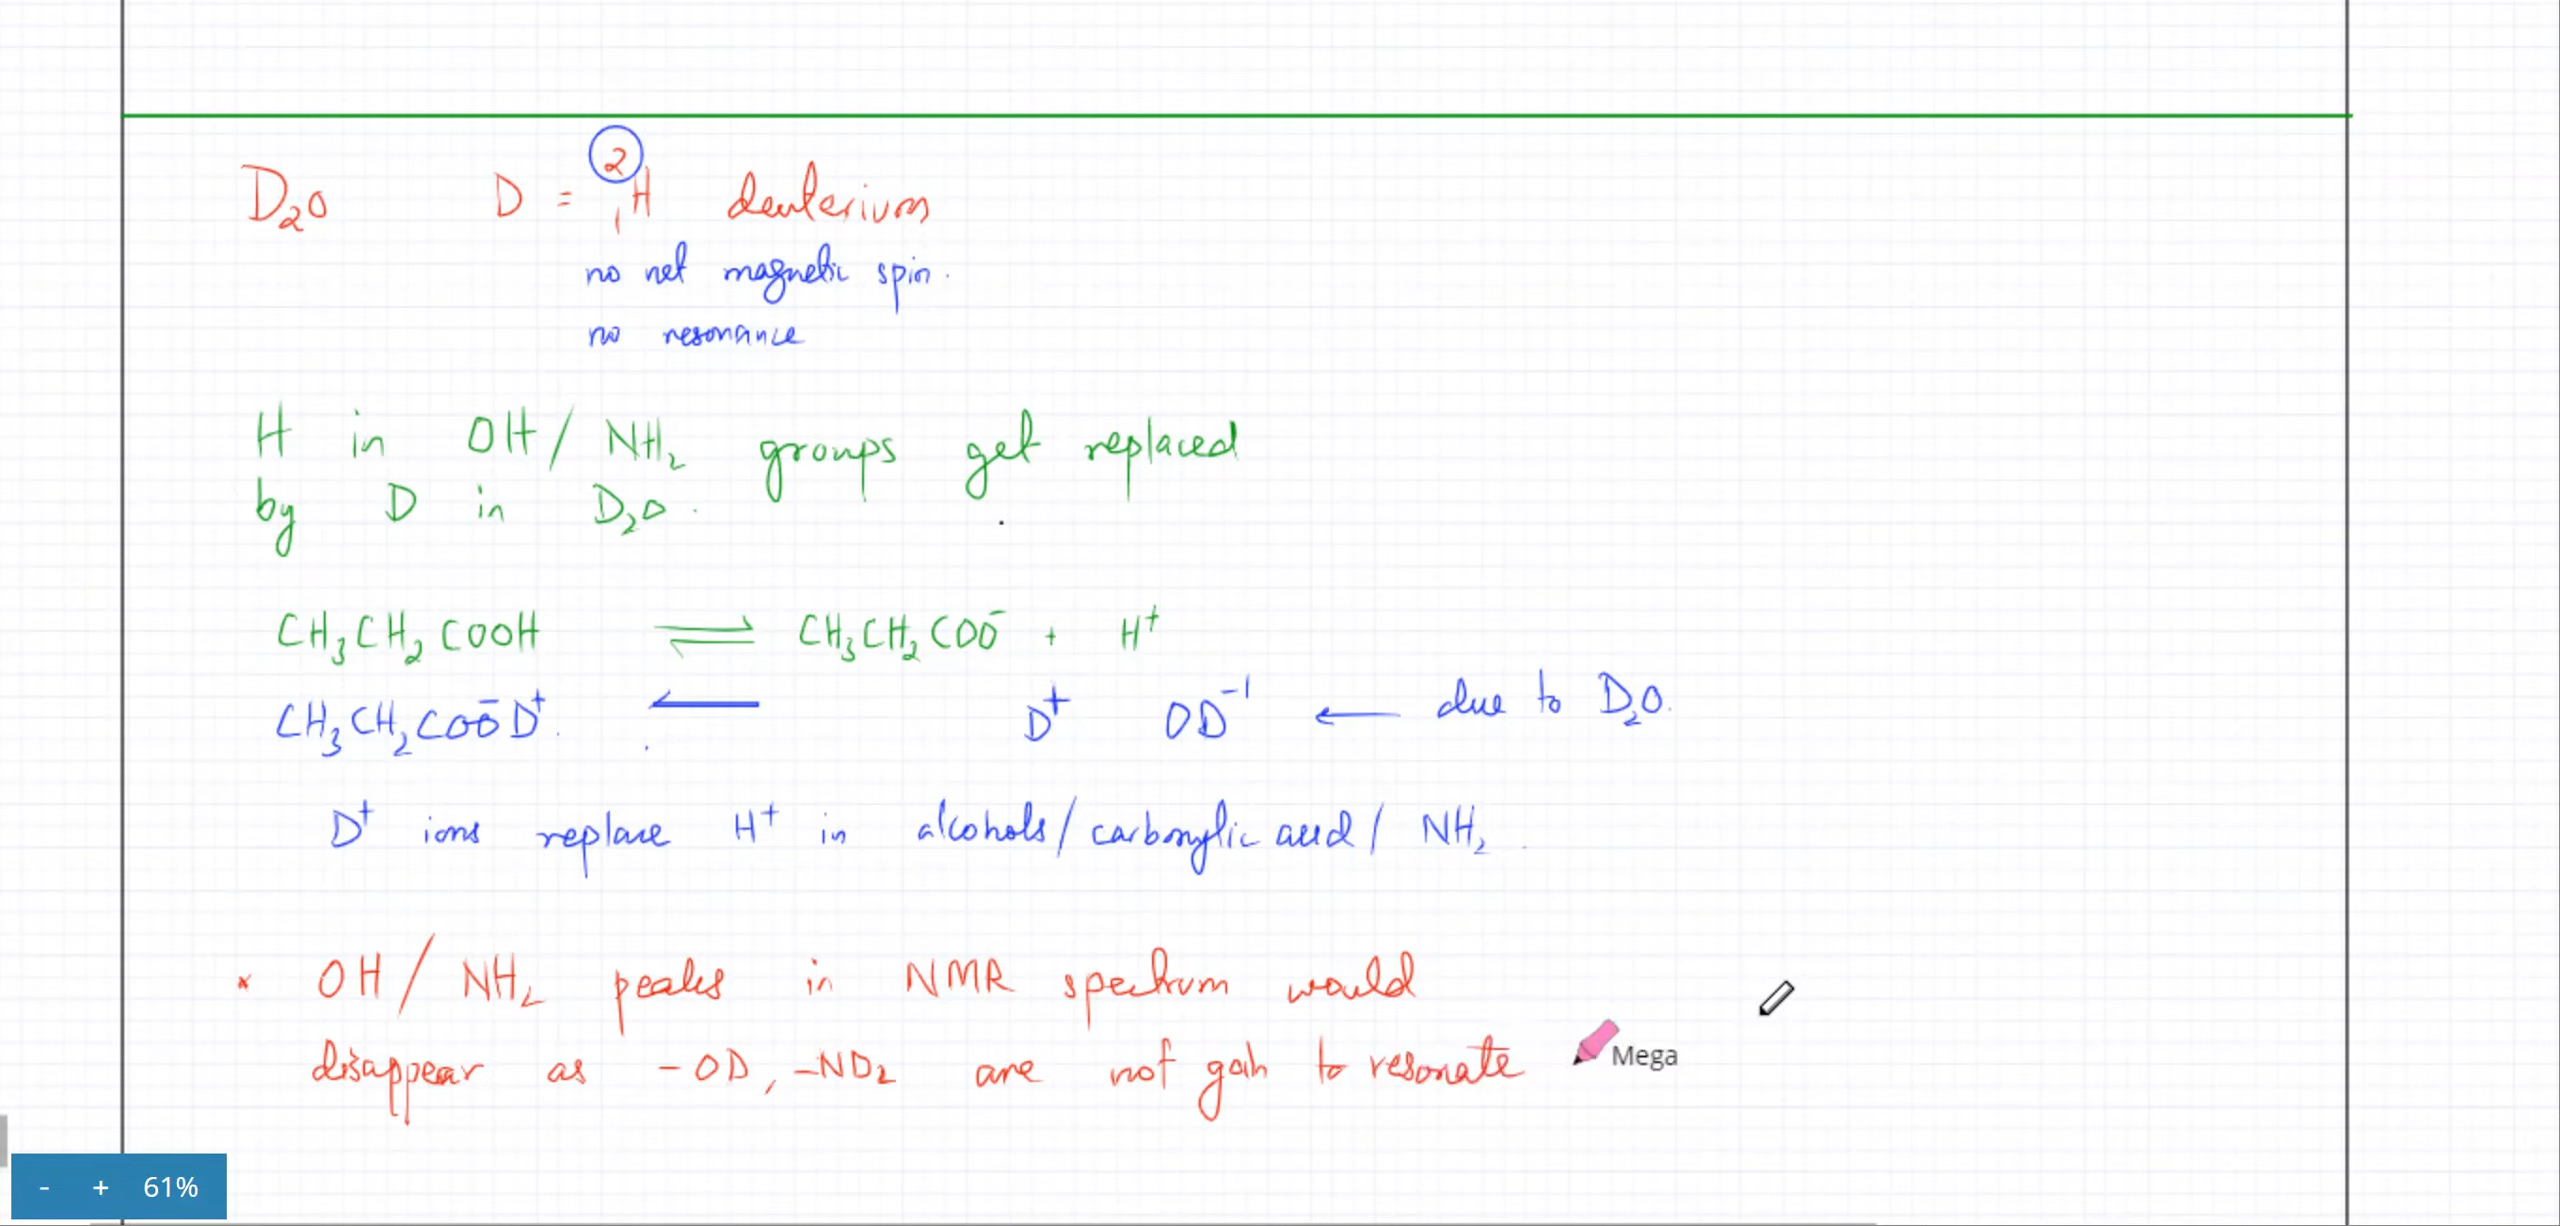 D₂O D = ²₁H deuterium
no net magnetic spin.
no resonance
H in OH / NH₂ groups get replaced
by D in D₂O.
CH₃CH₂COOH ⇌ CH₃CH₂COO⁻ + H⁺
CH₃CH₂COO⁻D⁺. ← D⁺ OD⁻¹ ← due to D₂O.
D⁺ ions replace H⁺ in alcohols / carboxylic acid / NH₂.
* OH / NH₂ peaks in NMR spectrum would
disappear as -OD, -ND₂ are not goin to resonate
Mega
- + 61%